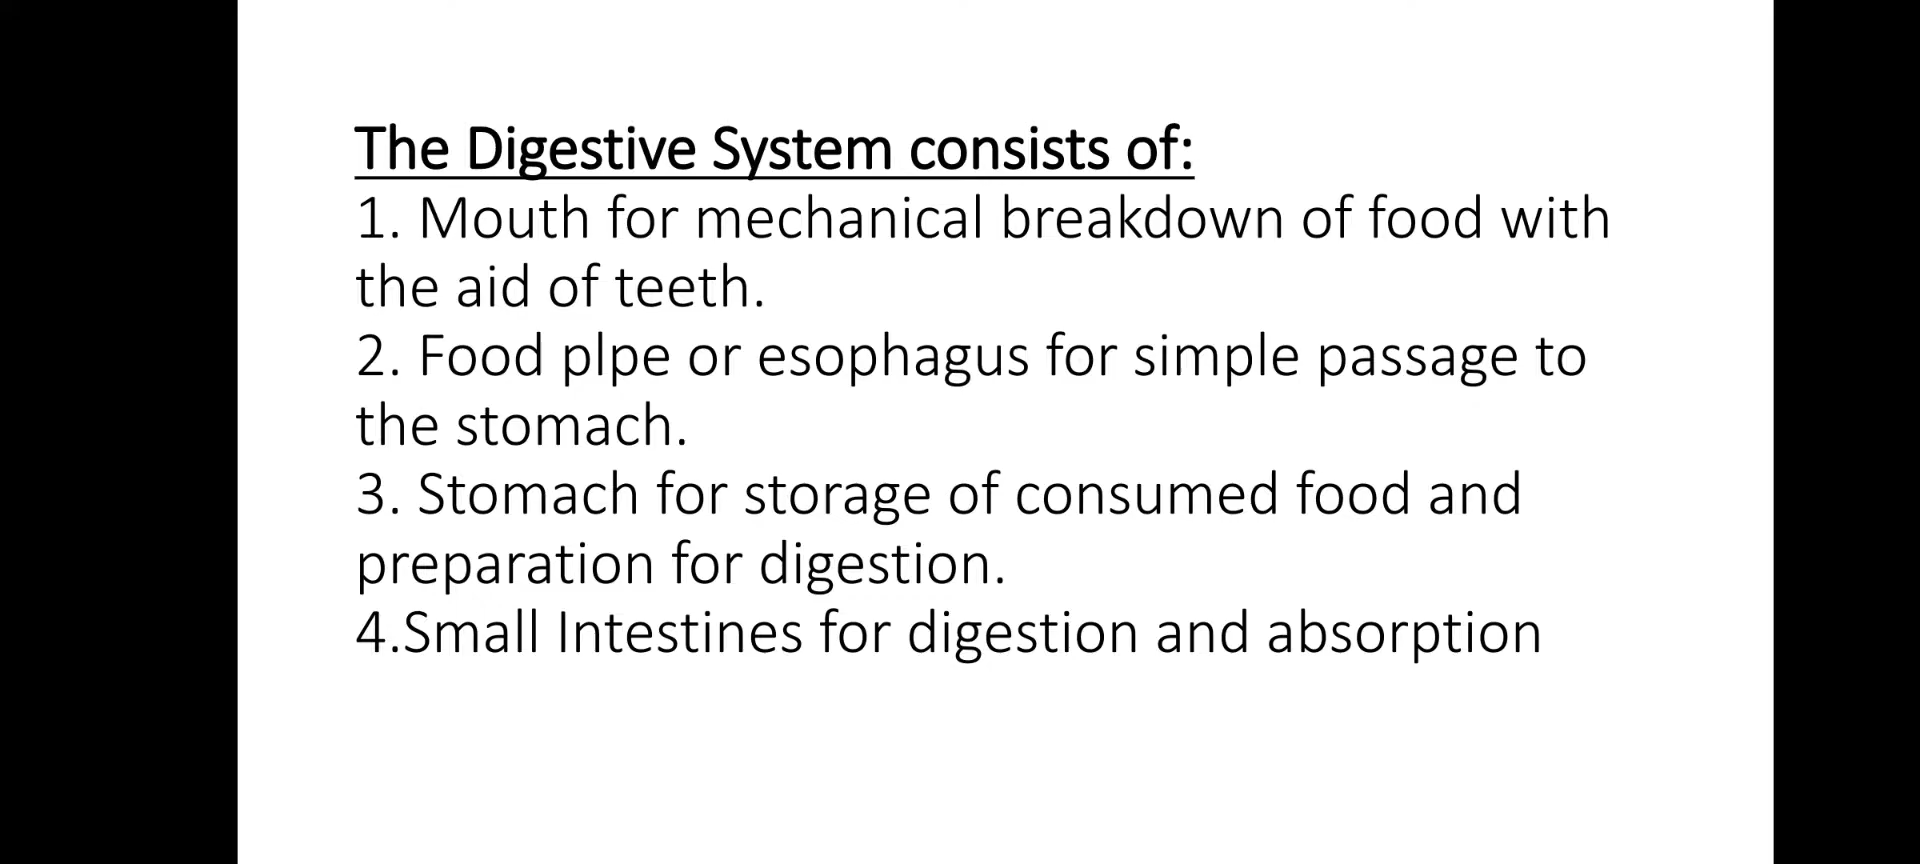 The Digestive System consists of:
1. Mouth for mechanical breakdown of food with
the aid of teeth.
2. Food plpe or esophagus for simple passage to
the stomach.
3. Stomach for storage of consumed food and
preparation for digestion.
4.Small Intestines for digestion and absorption